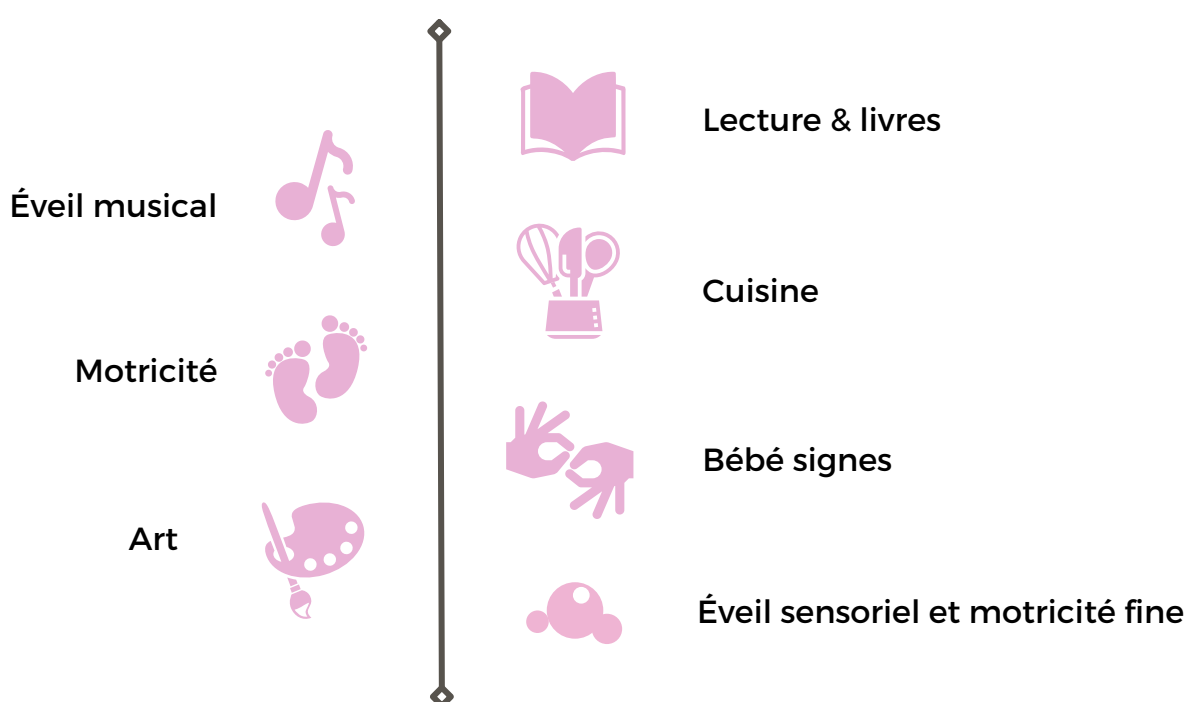 Éveil musical
Motricité
Art
Lecture & livres
Cuisine
Bébé signes
Éveil sensoriel et motricité fine